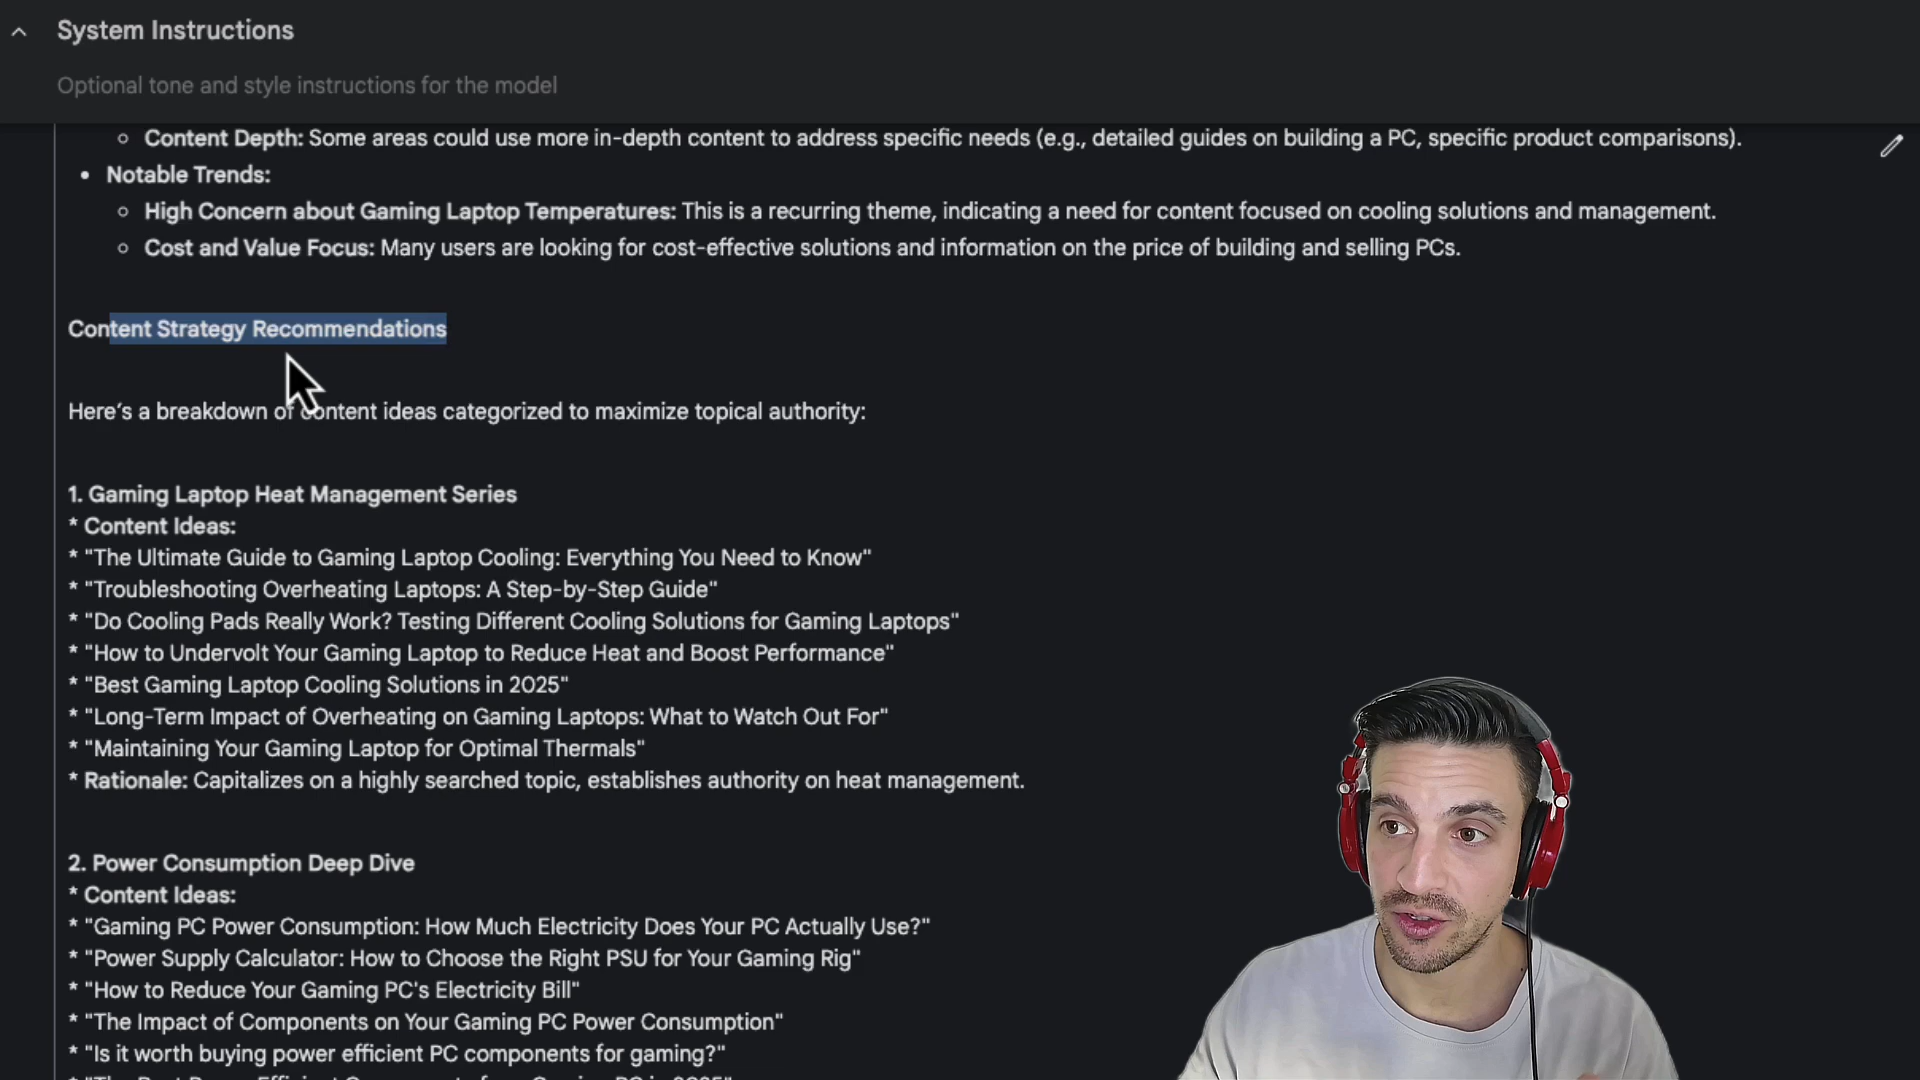 System Instructions
Optional tone and style instructions for the model
Content Depth: Some areas could use more in-depth content to address specific needs (e.g., detailed guides on building a PC, specific product comparisons).
Notable Trends:
High Concern about Gaming Laptop Temperatures: This is a recurring theme, indicating a need for content focused on cooling solutions and management.
Cost and Value Focus: Many users are looking for cost-effective solutions and information on the price of building and selling PCs.
Content Strategy Recommendations
Here's a breakdown of content ideas categorized to maximize topical authority:
1. Gaming Laptop Heat Management Series
* Content Ideas:
* "The Ultimate Guide to Gaming Laptop Cooling: Everything You Need to Know"
* "Troubleshooting Overheating Laptops: A Step-by-Step Guide"
* "Do Cooling Pads Really Work? Testing Different Cooling Solutions for Gaming Laptops"
* "How to Undervolt Your Gaming Laptop to Reduce Heat and Boost Performance"
* "Best Gaming Laptop Cooling Solutions in 2025"
* "Long-Term Impact of Overheating on Gaming Laptops: What to Watch Out For"
* "Maintaining Your Gaming Laptop for Optimal Thermals"
* Rationale: Capitalizes on a highly searched topic, establishes authority on heat management.
2. Power Consumption Deep Dive
* Content Ideas:
* "Gaming PC Power Consumption: How Much Electricity Does Your PC Actually Use?"
* "Power Supply Calculator: How to Choose the Right PSU for Your Gaming Rig"
* "How to Reduce Your Gaming PC's Electricity Bill"
* "The Impact of Components on Your Gaming PC Power Consumption"
* "Is it worth buying power efficient PC components for gaming?"